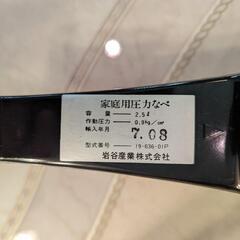 家庭用圧力なべ
容量 2.5ℓ
作動圧力 0.9kg/cm²
輸入年月 7.08
型式番号 19-636-01P
岩谷産業株式会社